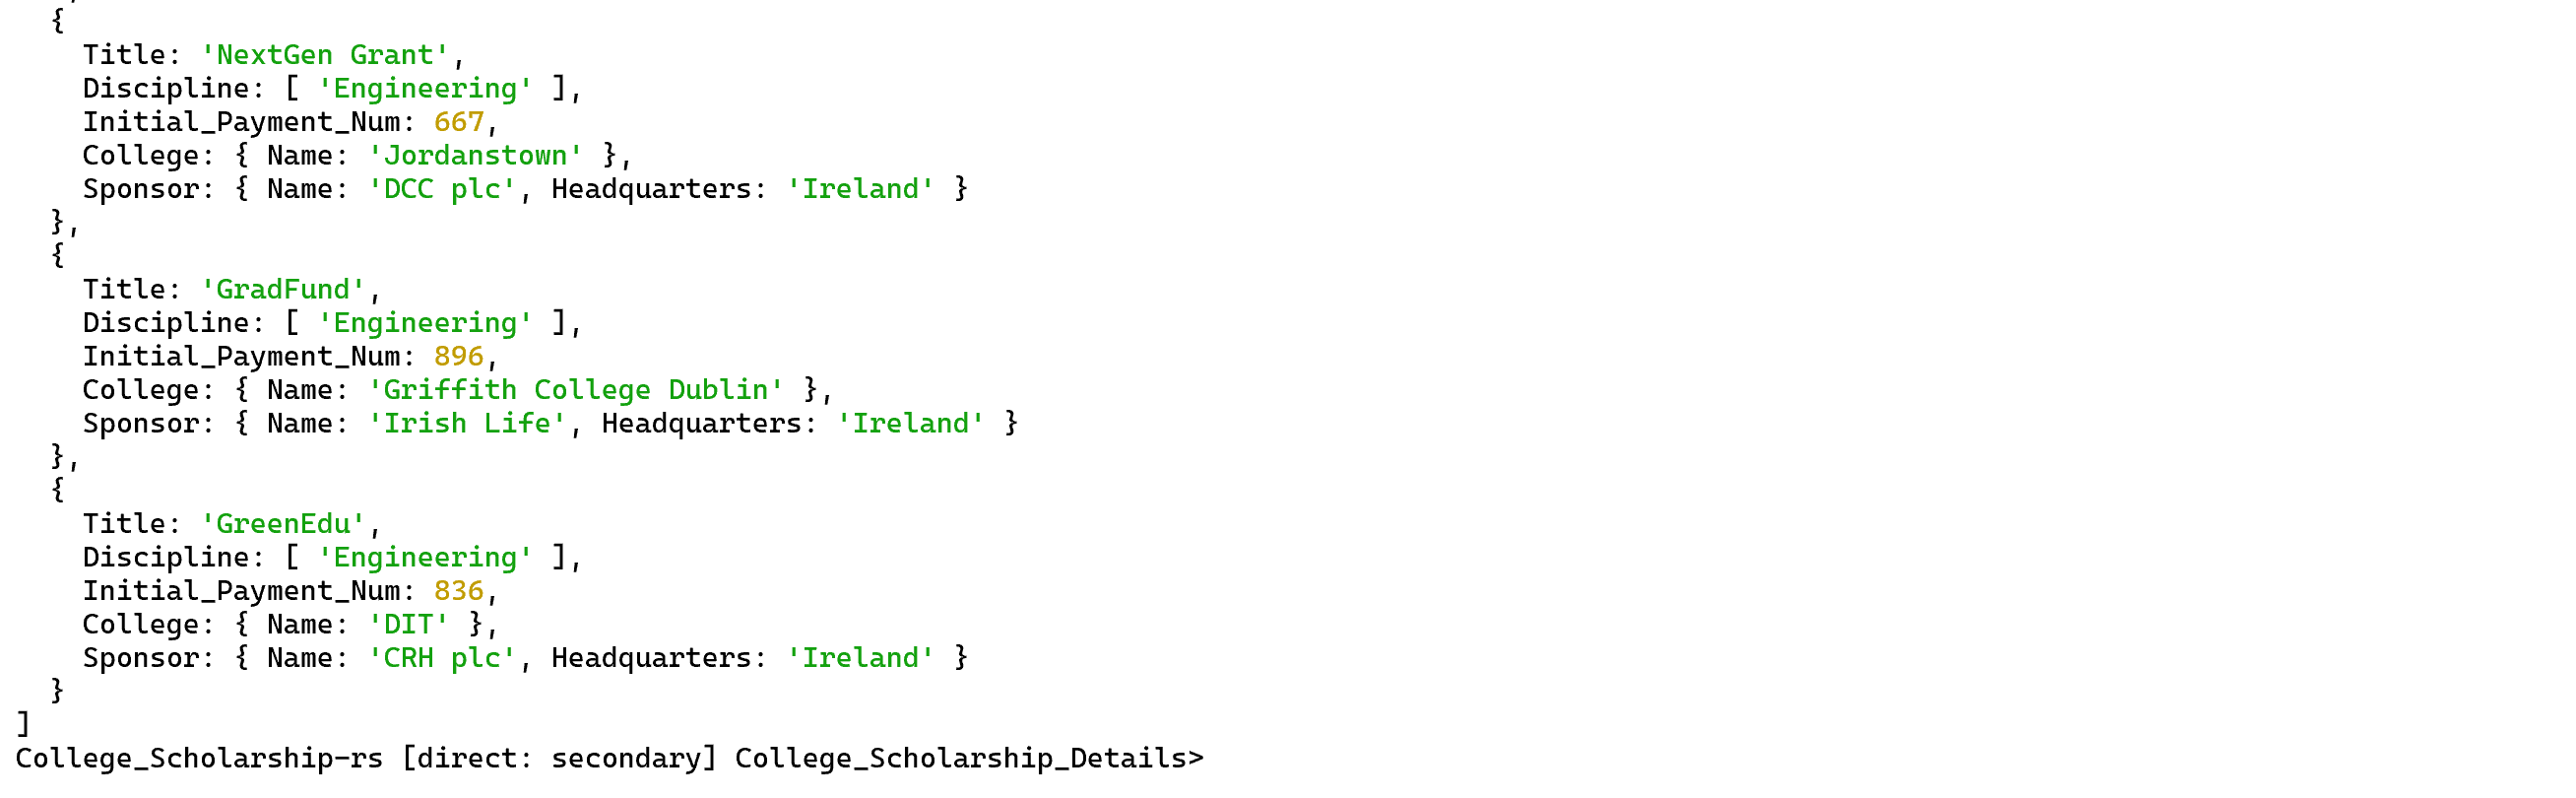 {
Title: 'NextGen Grant',
Discipline: [ 'Engineering' ],
Initial_Payment_Num: 667,
College: { Name: 'Jordanstown' },
Sponsor: { Name: 'DCC plc', Headquarters: 'Ireland' }
},
{
Title: 'GradFund',
Discipline: [ 'Engineering' ],
Initial_Payment_Num: 896,
College: { Name: 'Griffith College Dublin' },
Sponsor: { Name: 'Irish Life', Headquarters: 'Ireland' }
},
{
Title: 'GreenEdu',
Discipline: [ 'Engineering' ],
Initial_Payment_Num: 836,
College: { Name: 'DIT' },
Sponsor: { Name: 'CRH plc', Headquarters: 'Ireland' }
}
]
College_Scholarship-rs [direct: secondary] College_Scholarship_Details>